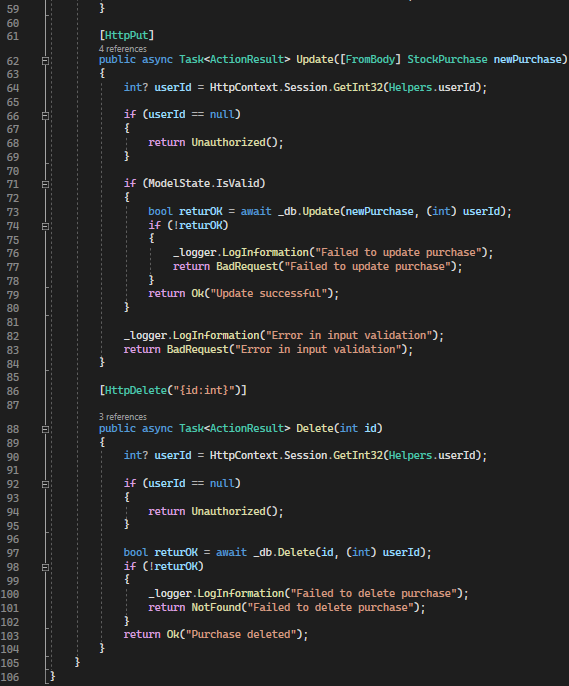 59 }
60
61 [HttpPut]
4 references
62 public async Task<ActionResult> Update([FromBody] StockPurchase newPurchase)
63 {
64 int? userId = HttpContext.Session.GetInt32(Helpers.userId);
65
66 if (userId == null)
67 {
68 return Unauthorized();
69 }
70
71 if (ModelState.IsValid)
72 {
73 bool returOK = await _db.Update(newPurchase, (int) userId);
74 if (!returOK)
75 {
76 _logger.LogInformation("Failed to update purchase");
77 return BadRequest("Failed to update purchase");
78 }
79 return Ok("Update successful");
80 }
81
82 _logger.LogInformation("Error in input validation");
83 return BadRequest("Error in input validation");
84 }
85
86 [HttpDelete("{id:int}")]
87
3 references
88 public async Task<ActionResult> Delete(int id)
89 {
90 int? userId = HttpContext.Session.GetInt32(Helpers.userId);
91
92 if (userId == null)
93 {
94 return Unauthorized();
95 }
96
97 bool returOK = await _db.Delete(id, (int) userId);
98 if (!returOK)
99 {
100 _logger.LogInformation("Failed to delete purchase");
101 return NotFound("Failed to delete purchase");
102 }
103 return Ok("Purchase deleted");
104 }
105 }
106 }